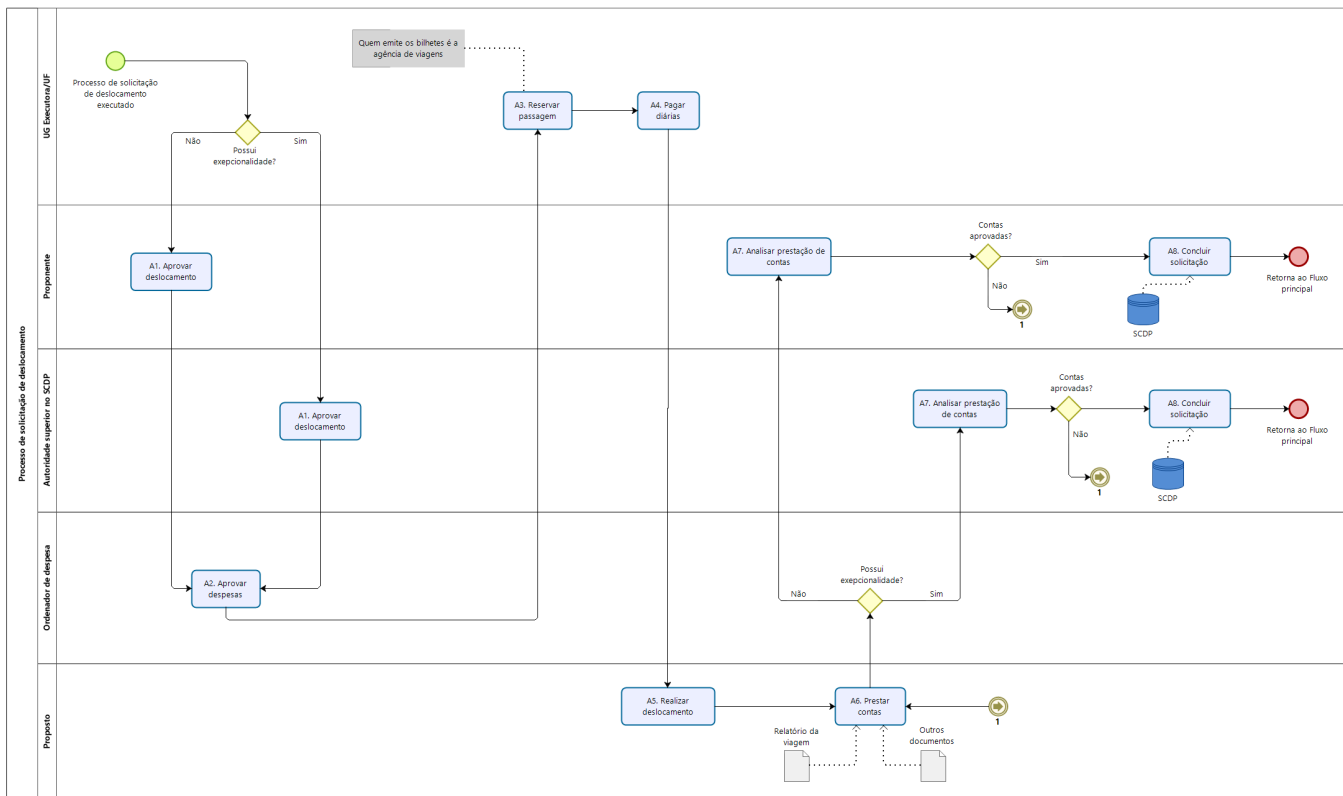 Processo de solicitação de deslocamento
UG Executora/UF
Processo de solicitação
de deslocamento
executado
Não
Sim
Possui
exepcionalidade?
Quem emite os bilhetes é a
agência de viagens
A3. Reservar
passagem
A4. Pagar
diárias
Proponente
A1. Aprovar
deslocamento
A7. Analisar prestação de
contas
Contas
aprovadas?
Sim
Não
1
A8. Concluir
solicitação
SCDP
Retorna ao Fluxo
principal
Autoridade superior no SCDP
A1. Aprovar
deslocamento
A7. Analisar prestação
de contas
Contas
aprovadas?
Não
1
A8. Concluir
solicitação
SCDP
Retorna ao Fluxo
principal
Ordenador de despesa
A2. Aprovar
despesas
Possui
exepcionalidade?
Não
Sim
Proposto
A5. Realizar
deslocamento
A6. Prestar
contas
1
Relatório da
viagem
Outros
documentos